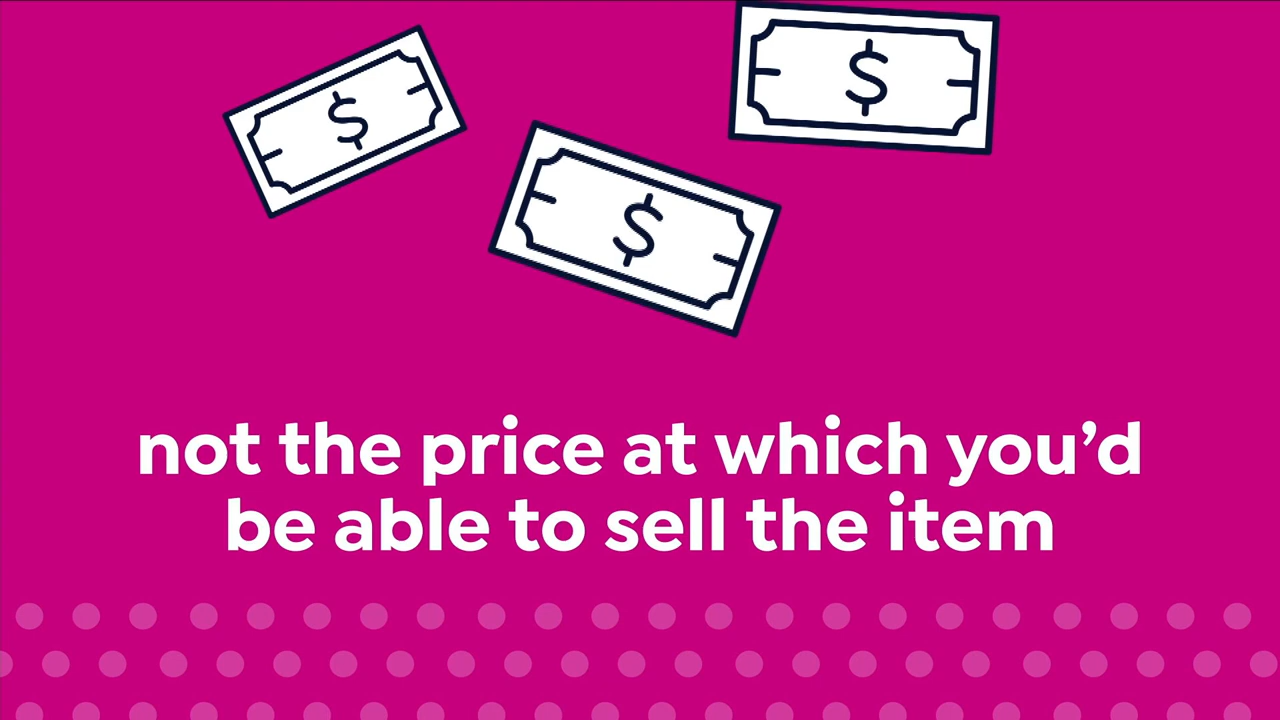 $
$
$
not the price at which you’d
be able to sell the item